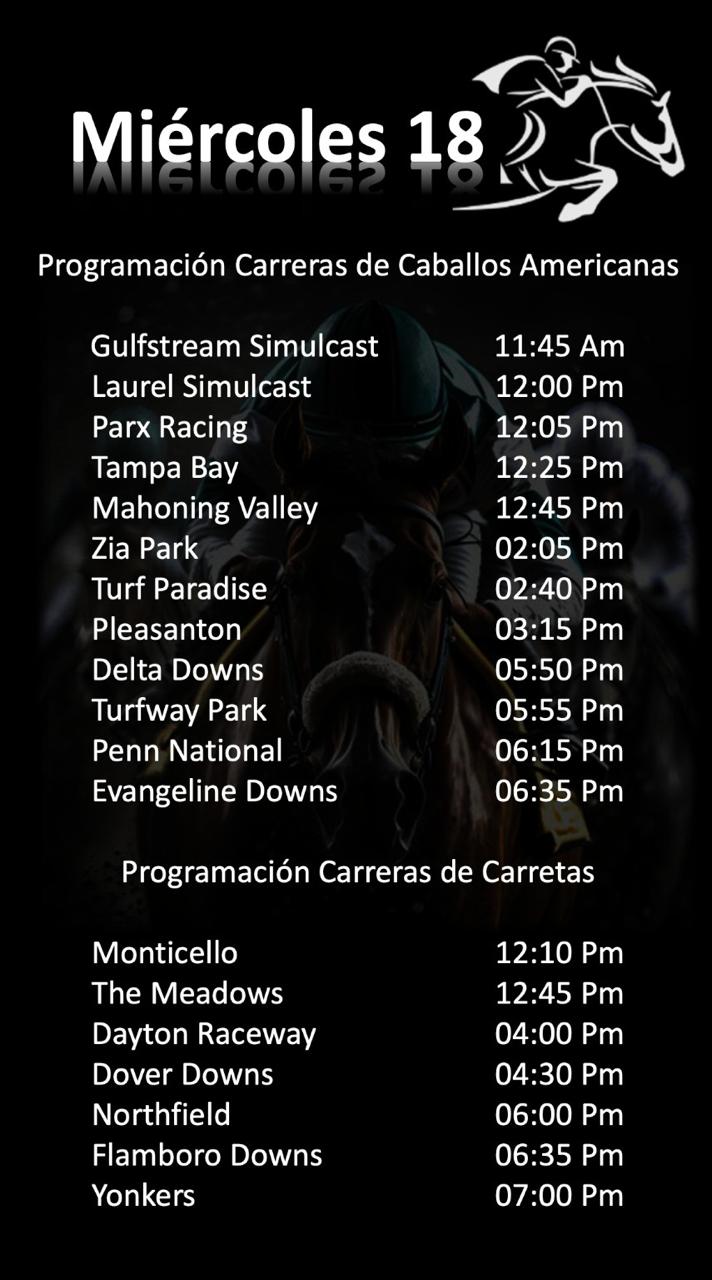 Miércoles 18
Programación Carreras de Caballos Americanas
Gulfstream Simulcast 11:45 Am
Laurel Simulcast 12:00 Pm
Parx Racing 12:05 Pm
Tampa Bay 12:25 Pm
Mahoning Valley 12:45 Pm
Zia Park 02:05 Pm
Turf Paradise 02:40 Pm
Pleasanton 03:15 Pm
Delta Downs 05:50 Pm
Turfway Park 05:55 Pm
Penn National 06:15 Pm
Evangeline Downs 06:35 Pm
Programación Carreras de Carretas
Monticello 12:10 Pm
The Meadows 12:45 Pm
Dayton Raceway 04:00 Pm
Dover Downs 04:30 Pm
Northfield 06:00 Pm
Flamboro Downs 06:35 Pm
Yonkers 07:00 Pm